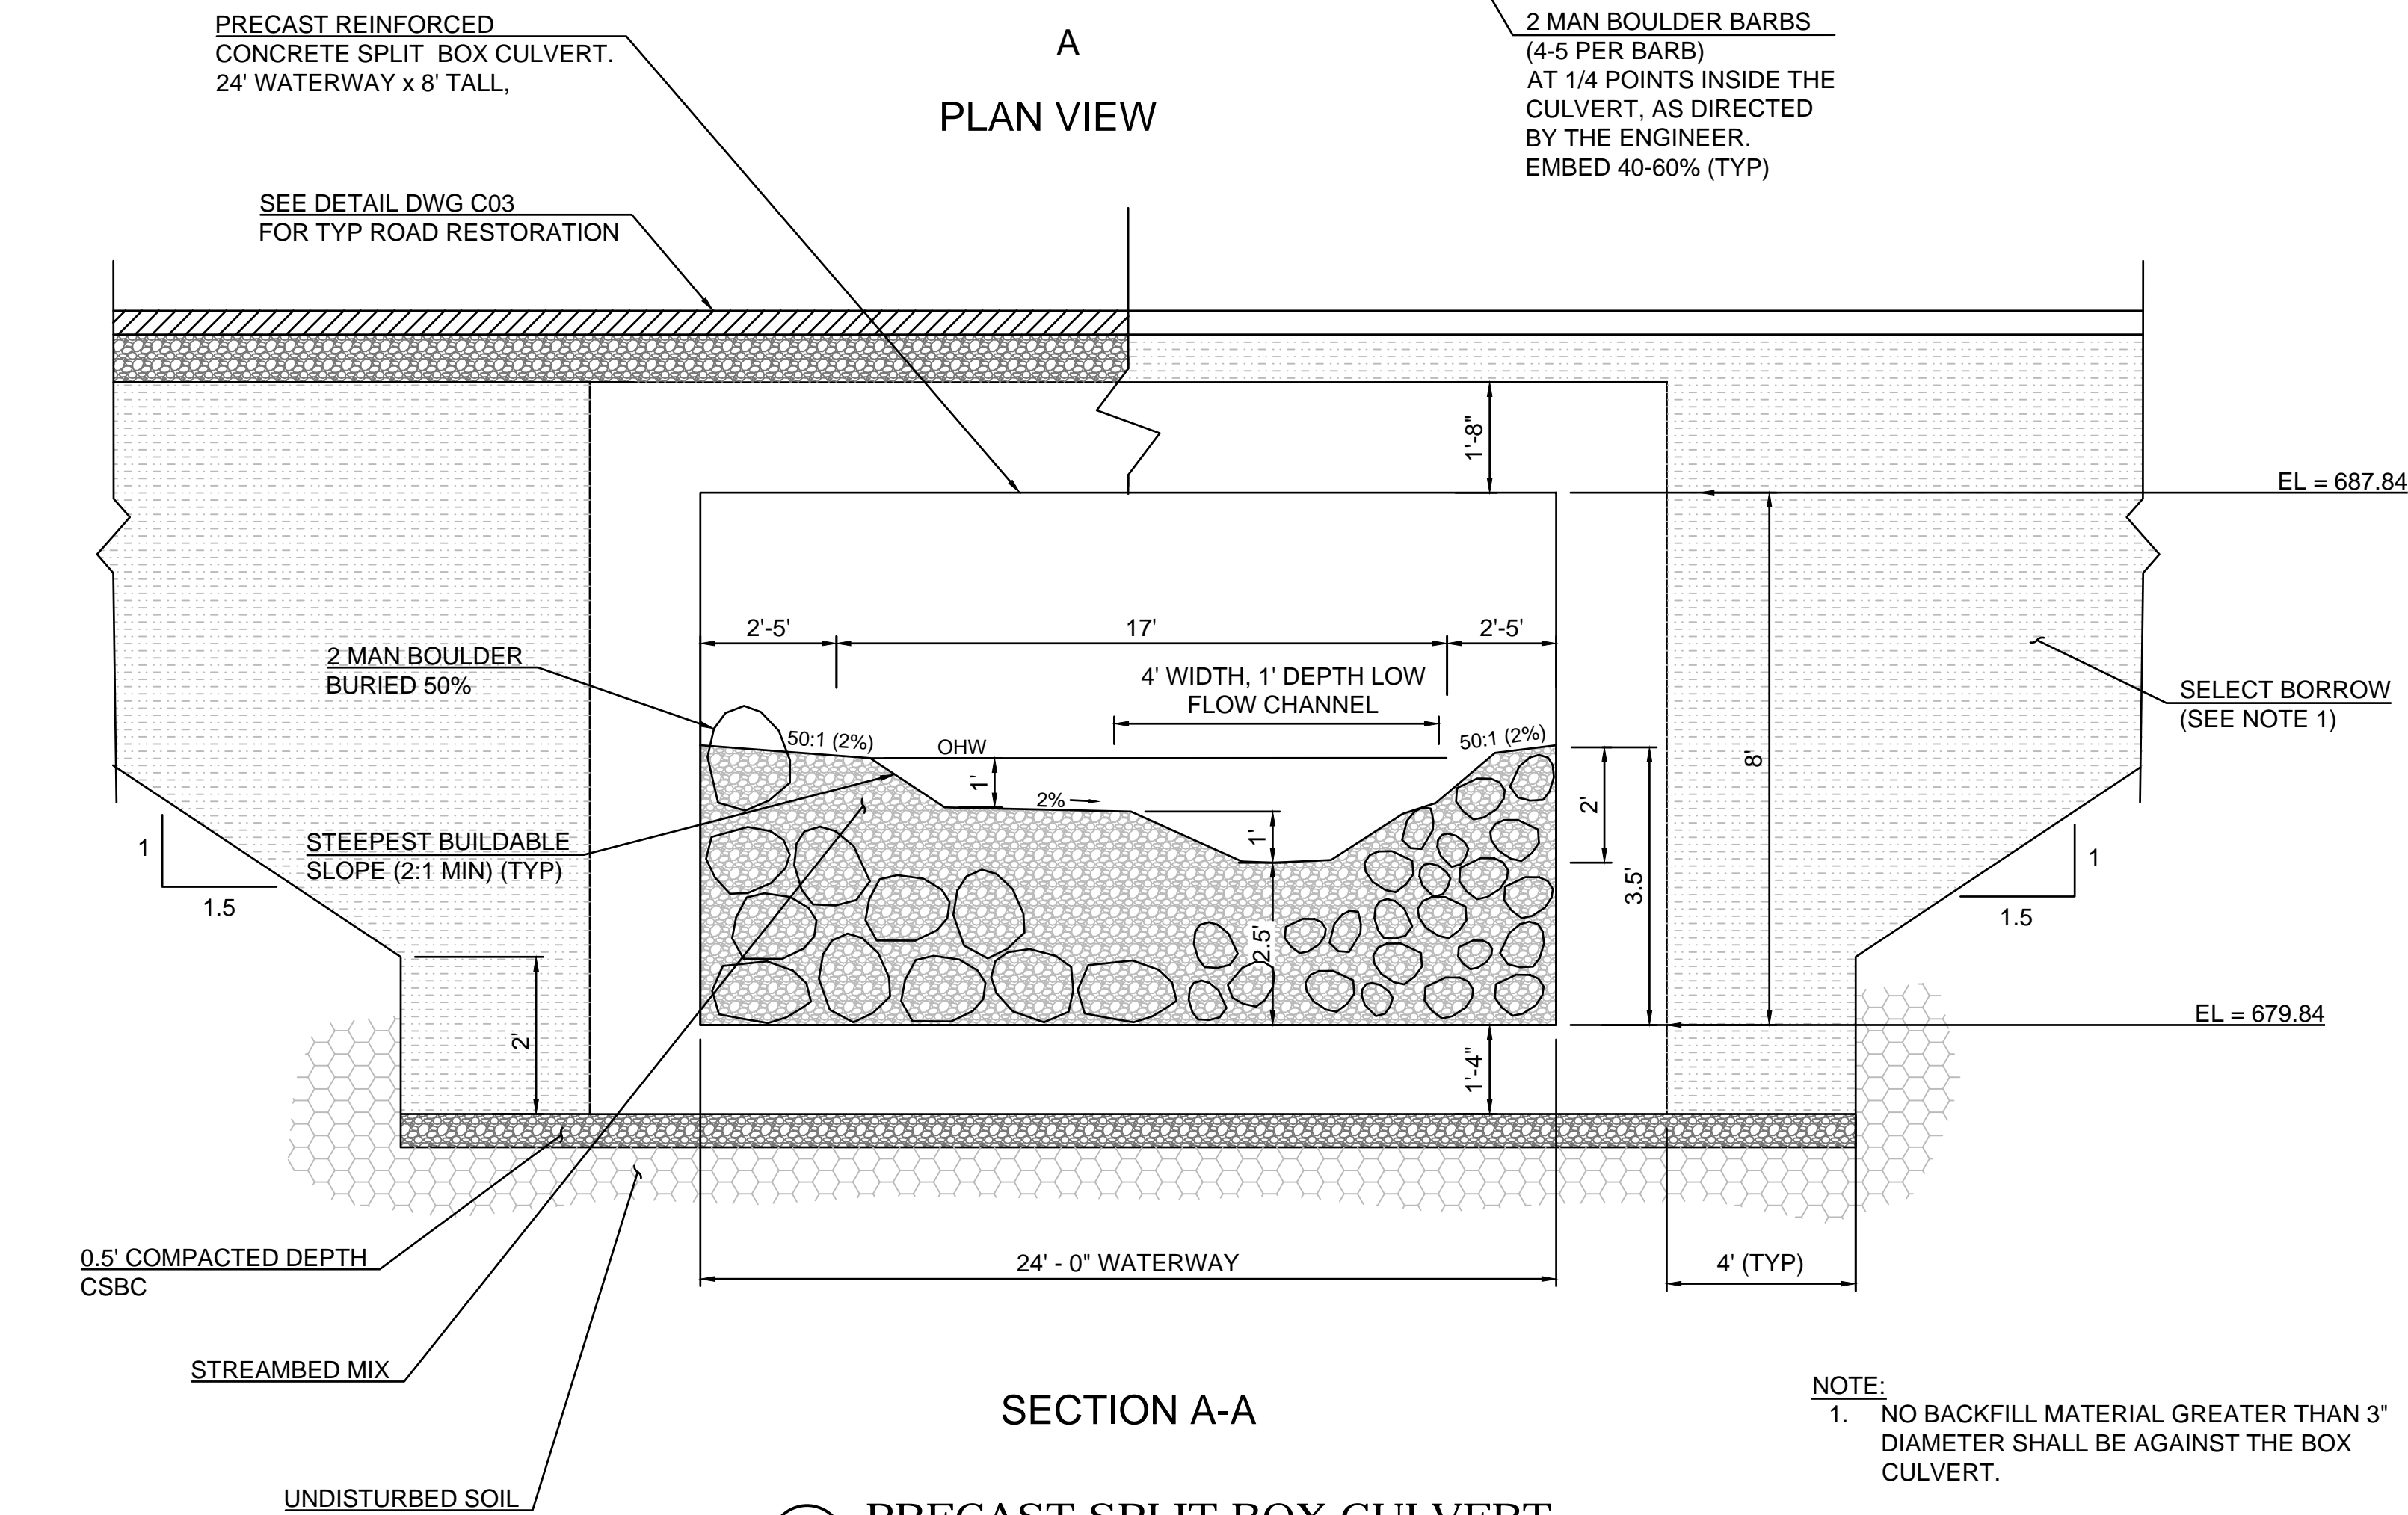 PRECAST REINFORCED
CONCRETE SPLIT BOX CULVERT.
24' WATERWAY x 8' TALL,
A
PLAN VIEW
2 MAN BOULDER BARBS
(4-5 PER BARB)
AT 1/4 POINTS INSIDE THE
CULVERT, AS DIRECTED
BY THE ENGINEER.
EMBED 40-60% (TYP)
SEE DETAIL DWG C03
FOR TYP ROAD RESTORATION
1'-8"
EL = 687.84
2'-5'
17'
2'-5'
4' WIDTH, 1' DEPTH LOW
FLOW CHANNEL
2 MAN BOULDER
BURIED 50%
SELECT BORROW
(SEE NOTE 1)
50:1 (2%)
OHW
50:1 (2%)
8'
1'
2%
2'
1'
STEEPEST BUILDABLE
SLOPE (2:1 MIN) (TYP)
1
1.5
1
1.5
3.5'
2.5'
2'
EL = 679.84
1'-4"
0.5' COMPACTED DEPTH
CSBC
24' - 0" WATERWAY
4' (TYP)
STREAMBED MIX
SECTION A-A
UNDISTURBED SOIL
NOTE:
1. NO BACKFILL MATERIAL GREATER THAN 3"
DIAMETER SHALL BE AGAINST THE BOX
CULVERT.
PRECAST SPLIT BOX CULVERT